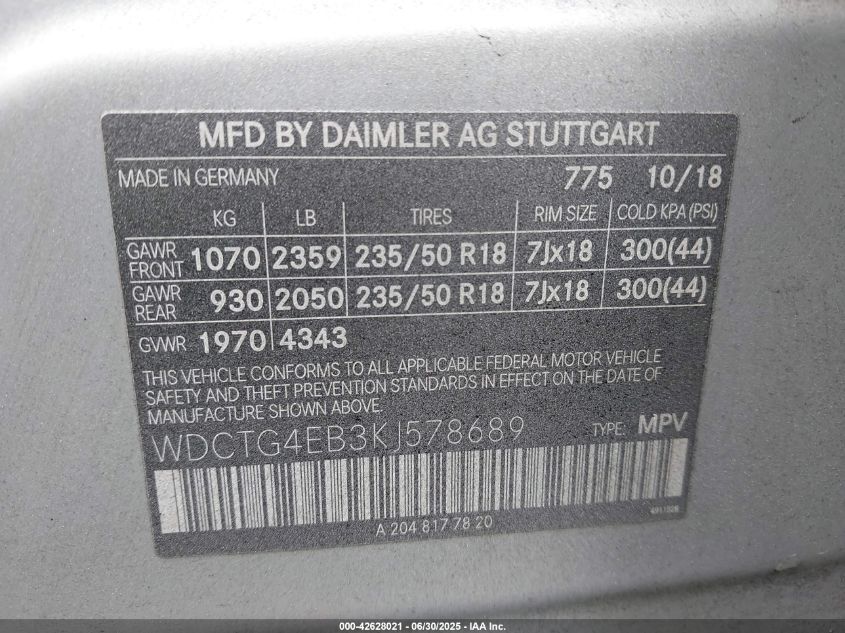 MFD BY DAIMLER AG STUTTGART
MADE IN GERMANY 775 10/18
KG LB TIRES RIM SIZE COLD KPA (PSI)
GAWR FRONT 1070 2359 235/50 R18 7Jx18 300(44)
GAWR REAR 930 2050 235/50 R18 7Jx18 300(44)
GVWR 1970 4343
THIS VEHICLE CONFORMS TO ALL APPLICABLE FEDERAL MOTOR VEHICLE
SAFETY AND THEFT PREVENTION STANDARDS IN EFFECT ON THE DATE OF
MANUFACTURE SHOWN ABOVE.
WDCTG4EB3KJ578689 TYPE: MPV
A 204 817 78 20
000-42628021 - 06/30/2025 - IAA Inc.